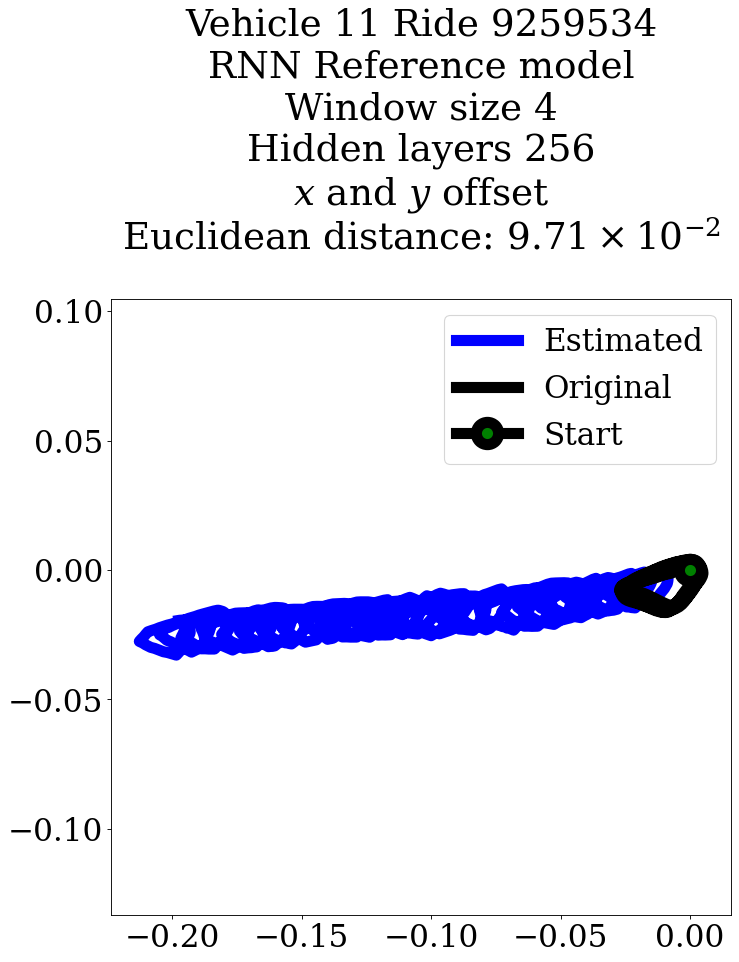 Vehicle 11 Ride 9259534
RNN Reference model
Window size 4
Hidden layers 256
x and y offset
Euclidean distance: 9.71 × 10⁻²
Estimated
Original
Start
0.10
0.05
0.00
−0.05
−0.10
−0.20 −0.15 −0.10 −0.05 0.00